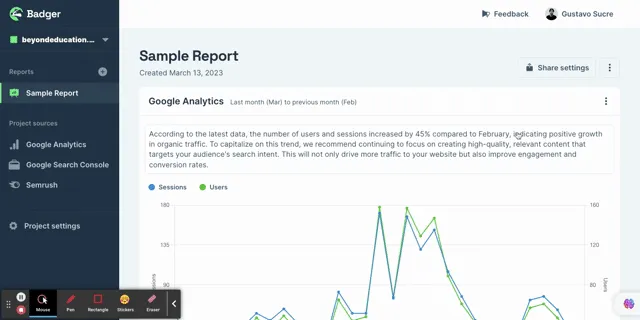 Badger
Feedback
Gustavo Sucre
beyondeducation....
Reports
Sample Report
Project sources
Google Analytics
Google Search Console
Semrush
Project settings
Sample Report
Created March 13, 2023
Share settings
Google Analytics Last month (Mar) to previous month (Feb)
According to the latest data, the number of users and sessions increased by 45% compared to February, indicating positive growth
in organic traffic. To capitalize on this trend, we recommend continuing to focus on creating high-quality, relevant content that
targets your audience's search intent. This will not only drive more traffic to your website but also improve engagement and
conversion rates.
Sessions Users
180 160
135 120
90 80
Users
Mouse Pen Rectangle Stickers Eraser